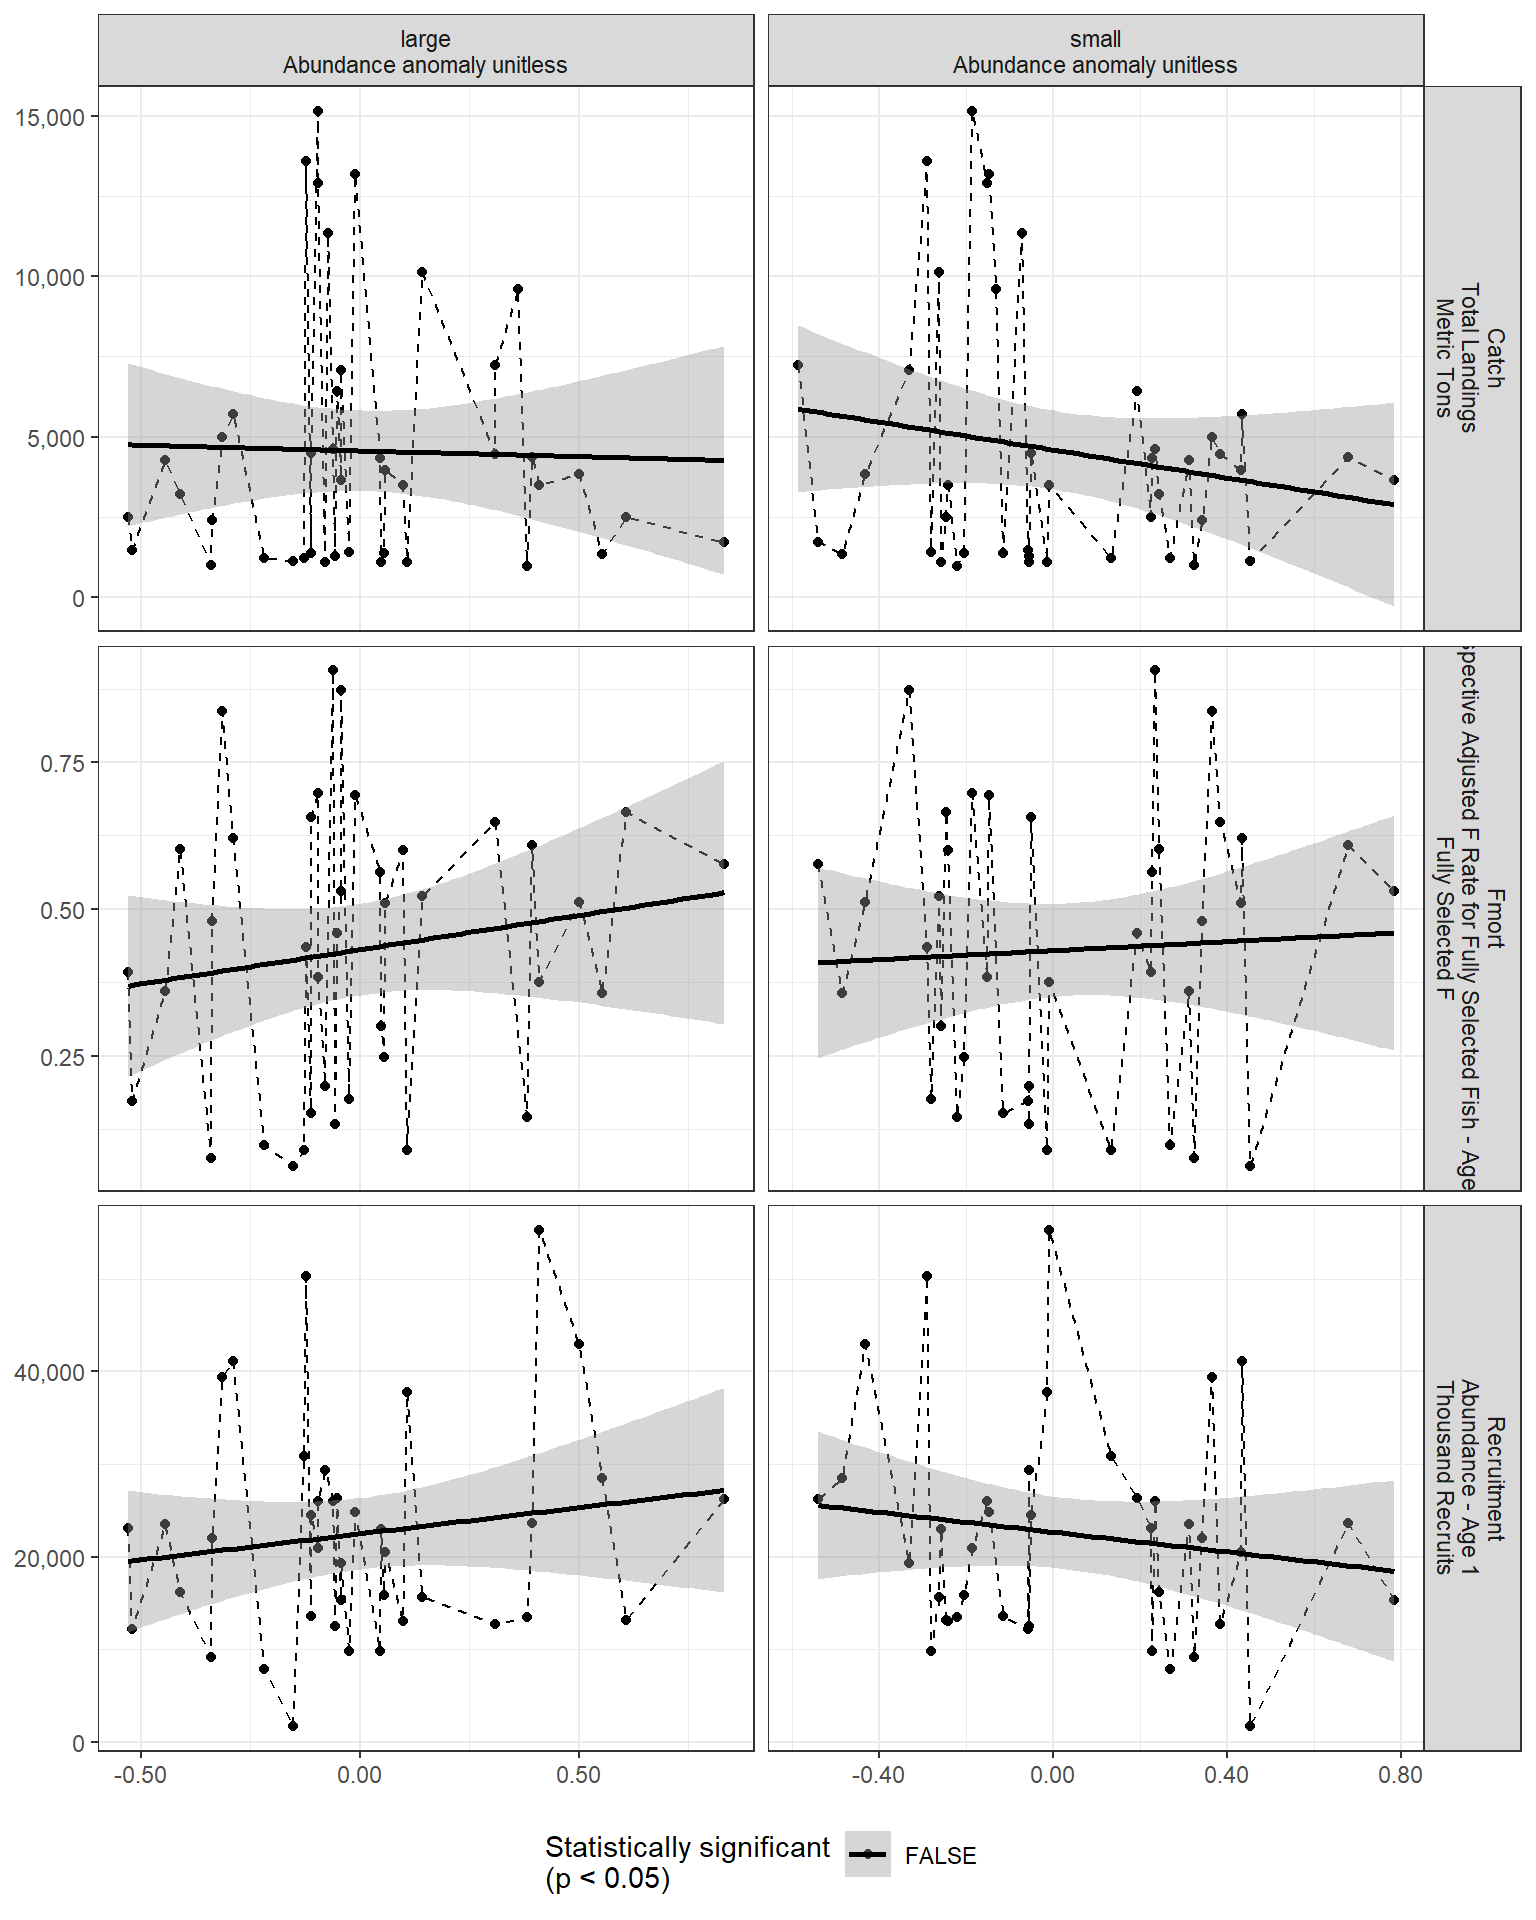 large
Abundance anomaly unitless
small
Abundance anomaly unitless
15,000
10,000
5,000
0
Catch
Total Landings
Metric Tons
0.75
0.50
0.25
Fmort
Adjusted F Rate for Fully Selected Fish - Age
Fully Selected F
40,000
20,000
0
Recruitment
Abundance - Age 1
Thousand Recruits
-0.50
0.00
0.50
-0.40
0.00
0.40
0.80
Statistically significant
(p < 0.05)
FALSE